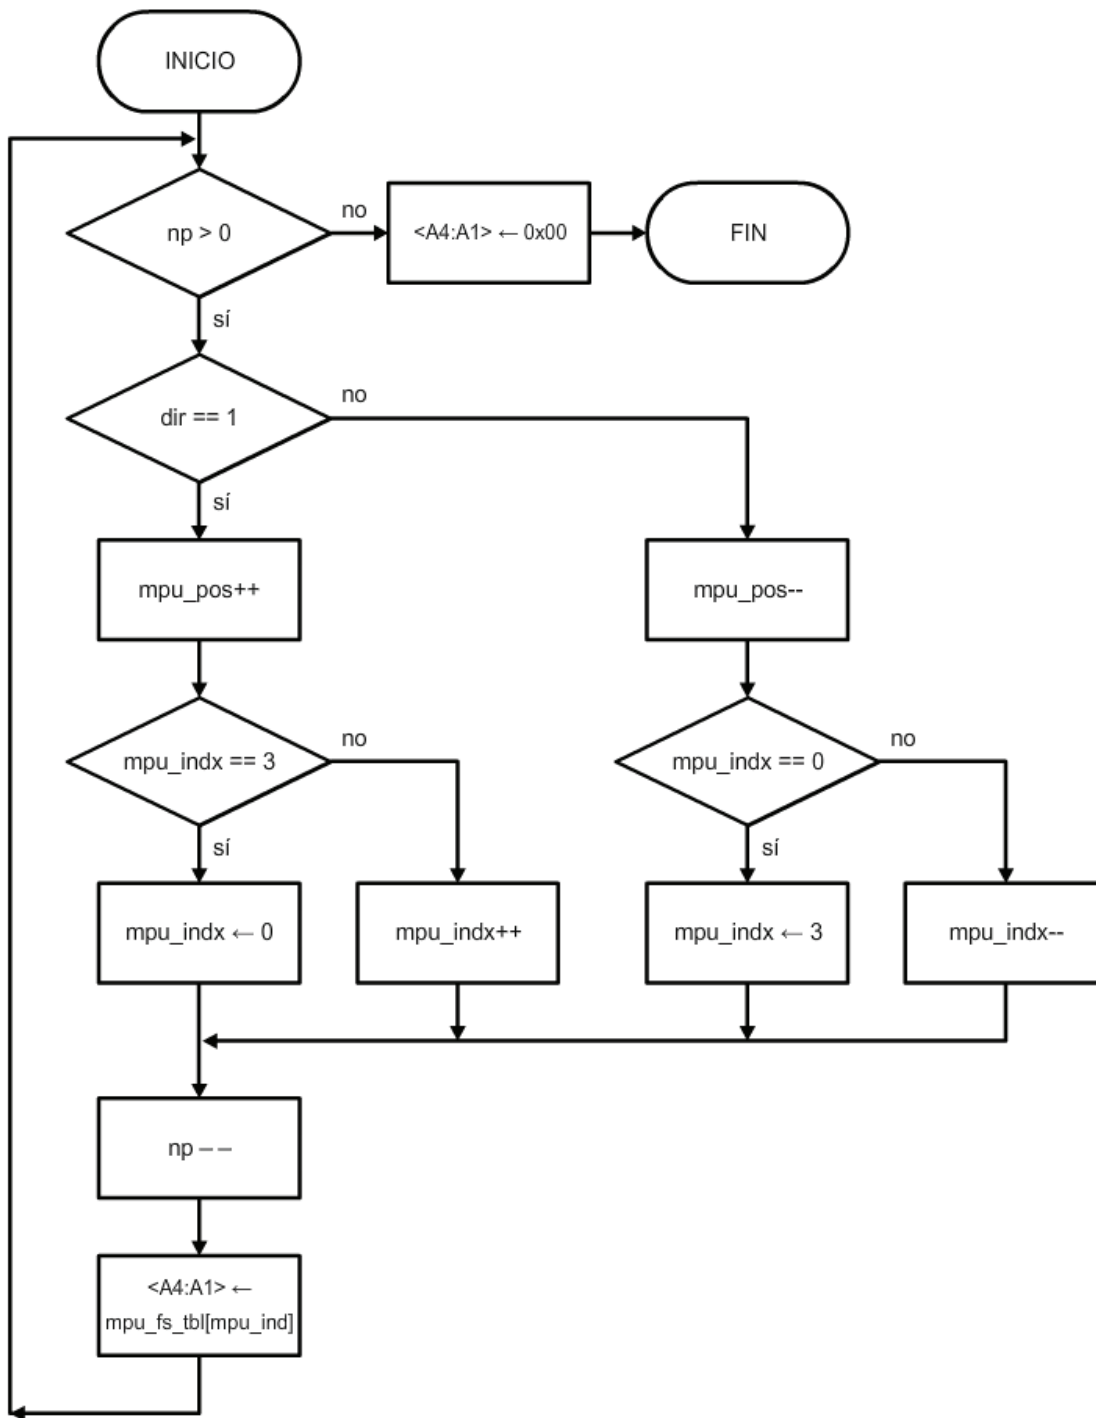 INICIO
np > 0
no
<A4:A1> ← 0x00
FIN
sí
dir == 1
no
sí
mpu_pos++
mpu_pos--
mpu_indx == 3
no
mpu_indx == 0
no
sí
sí
mpu_indx ← 0
mpu_indx++
mpu_indx ← 3
mpu_indx--
np – –
<A4:A1> ←
mpu_fs_tbl[mpu_ind]